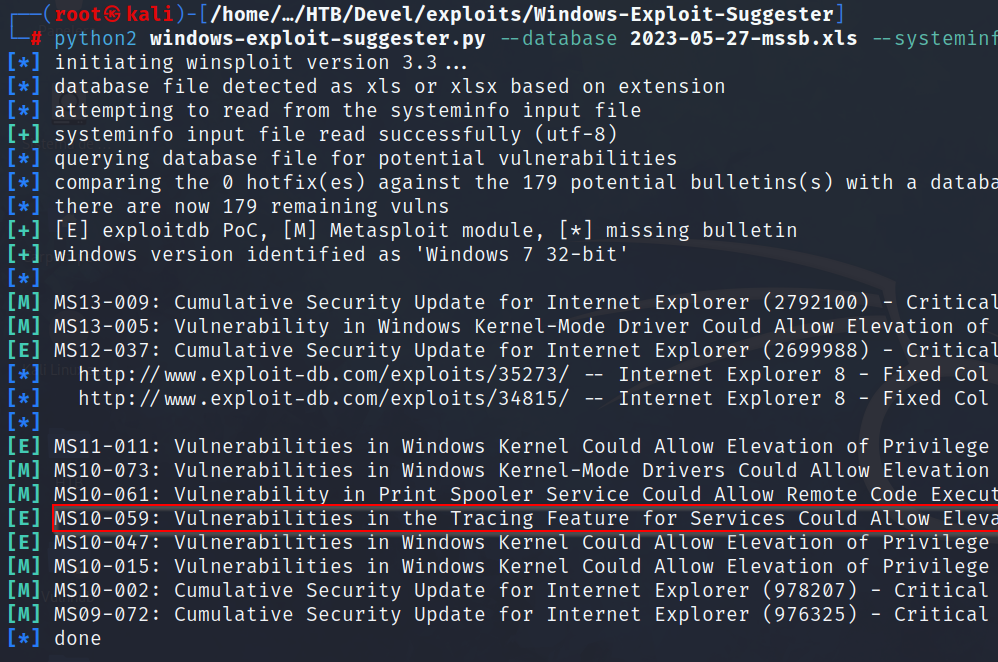 ┌──(root㉿kali)-[/home/…/HTB/Devel/exploits/Windows-Exploit-Suggester]
└─# python2 windows-exploit-suggester.py --database 2023-05-27-mssb.xls --systeminf
[*] initiating winsploit version 3.3...
[*] database file detected as xls or xlsx based on extension
[*] attempting to read from the systeminfo input file
[+] systeminfo input file read successfully (utf-8)
[*] querying database file for potential vulnerabilities
[*] comparing the 0 hotfix(es) against the 179 potential bulletins(s) with a databa
[*] there are now 179 remaining vulns
[+] [E] exploitdb PoC, [M] Metasploit module, [*] missing bulletin
[+] windows version identified as 'Windows 7 32-bit'
[*]
[M] MS13-009: Cumulative Security Update for Internet Explorer (2792100) - Critical
[M] MS13-005: Vulnerability in Windows Kernel-Mode Driver Could Allow Elevation of
[E] MS12-037: Cumulative Security Update for Internet Explorer (2699988) - Critical
[*]   http://www.exploit-db.com/exploits/35273/ -- Internet Explorer 8 - Fixed Col
[*]   http://www.exploit-db.com/exploits/34815/ -- Internet Explorer 8 - Fixed Col
[*]
[E] MS11-011: Vulnerabilities in Windows Kernel Could Allow Elevation of Privilege
[M] MS10-073: Vulnerabilities in Windows Kernel-Mode Drivers Could Allow Elevation
[M] MS10-061: Vulnerability in Print Spooler Service Could Allow Remote Code Execut
[E] MS10-059: Vulnerabilities in the Tracing Feature for Services Could Allow Eleva
[E] MS10-047: Vulnerabilities in Windows Kernel Could Allow Elevation of Privilege
[M] MS10-015: Vulnerabilities in Windows Kernel Could Allow Elevation of Privilege
[M] MS10-002: Cumulative Security Update for Internet Explorer (978207) - Critical
[M] MS09-072: Cumulative Security Update for Internet Explorer (976325) - Critical
[*] done